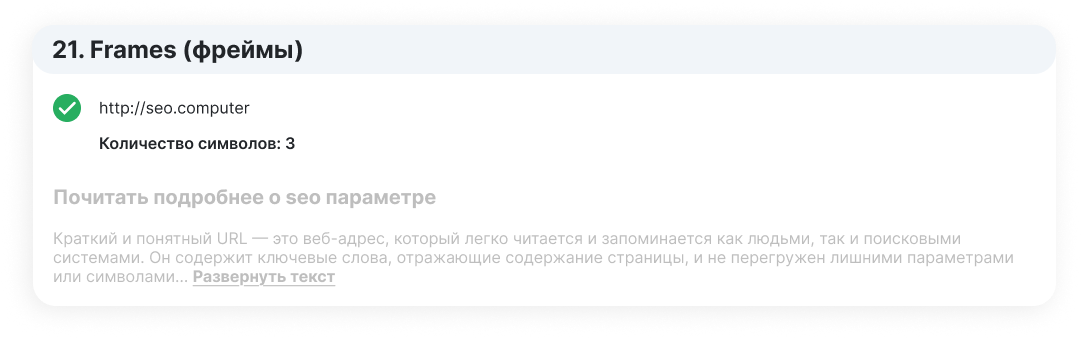 21. Frames (фреймы)
http://seo.computer
Количество символов: 3
Почитать подробнее о seo параметре
Краткий и понятный URL — это веб-адрес, который легко читается и запоминается как людьми, так и поисковыми
системами. Он содержит ключевые слова, отражающие содержание страницы, и не перегружен лишними параметрами
или символами... Развернуть текст